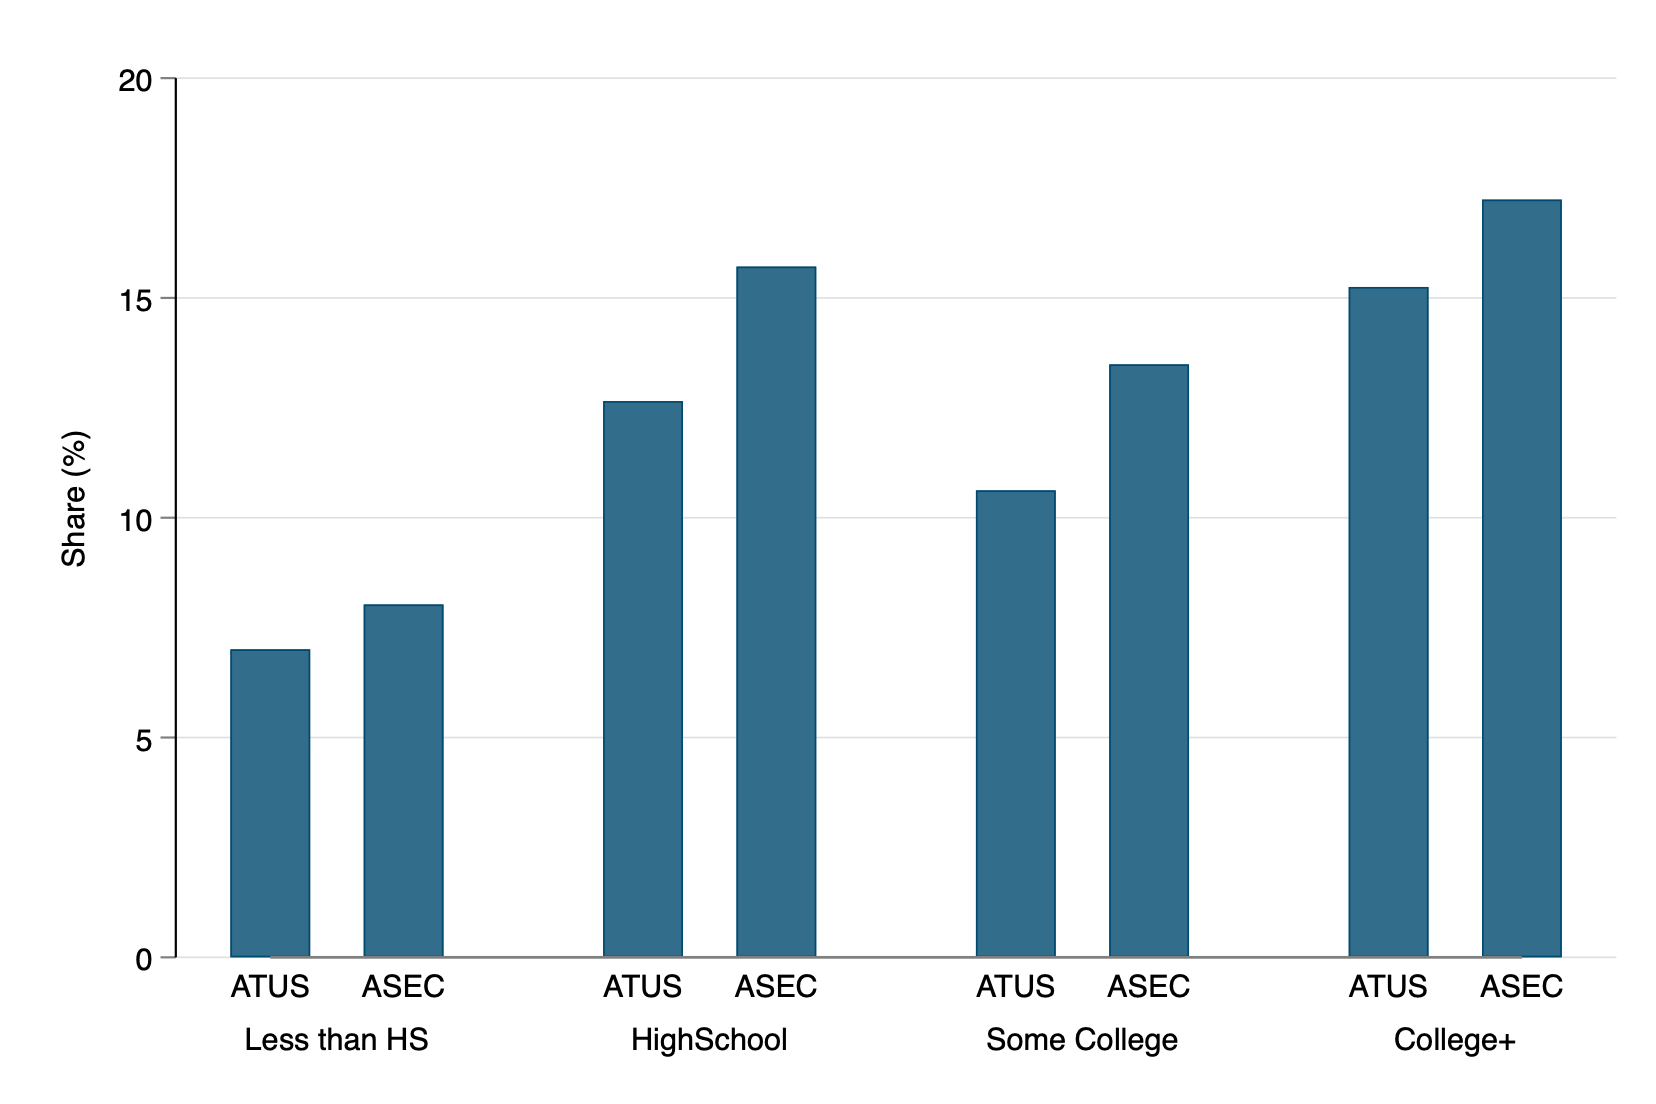 Share (%)
20
15
10
5
0
ATUS ASEC ATUS ASEC ATUS ASEC ATUS ASEC
Less than HS HighSchool Some College College+